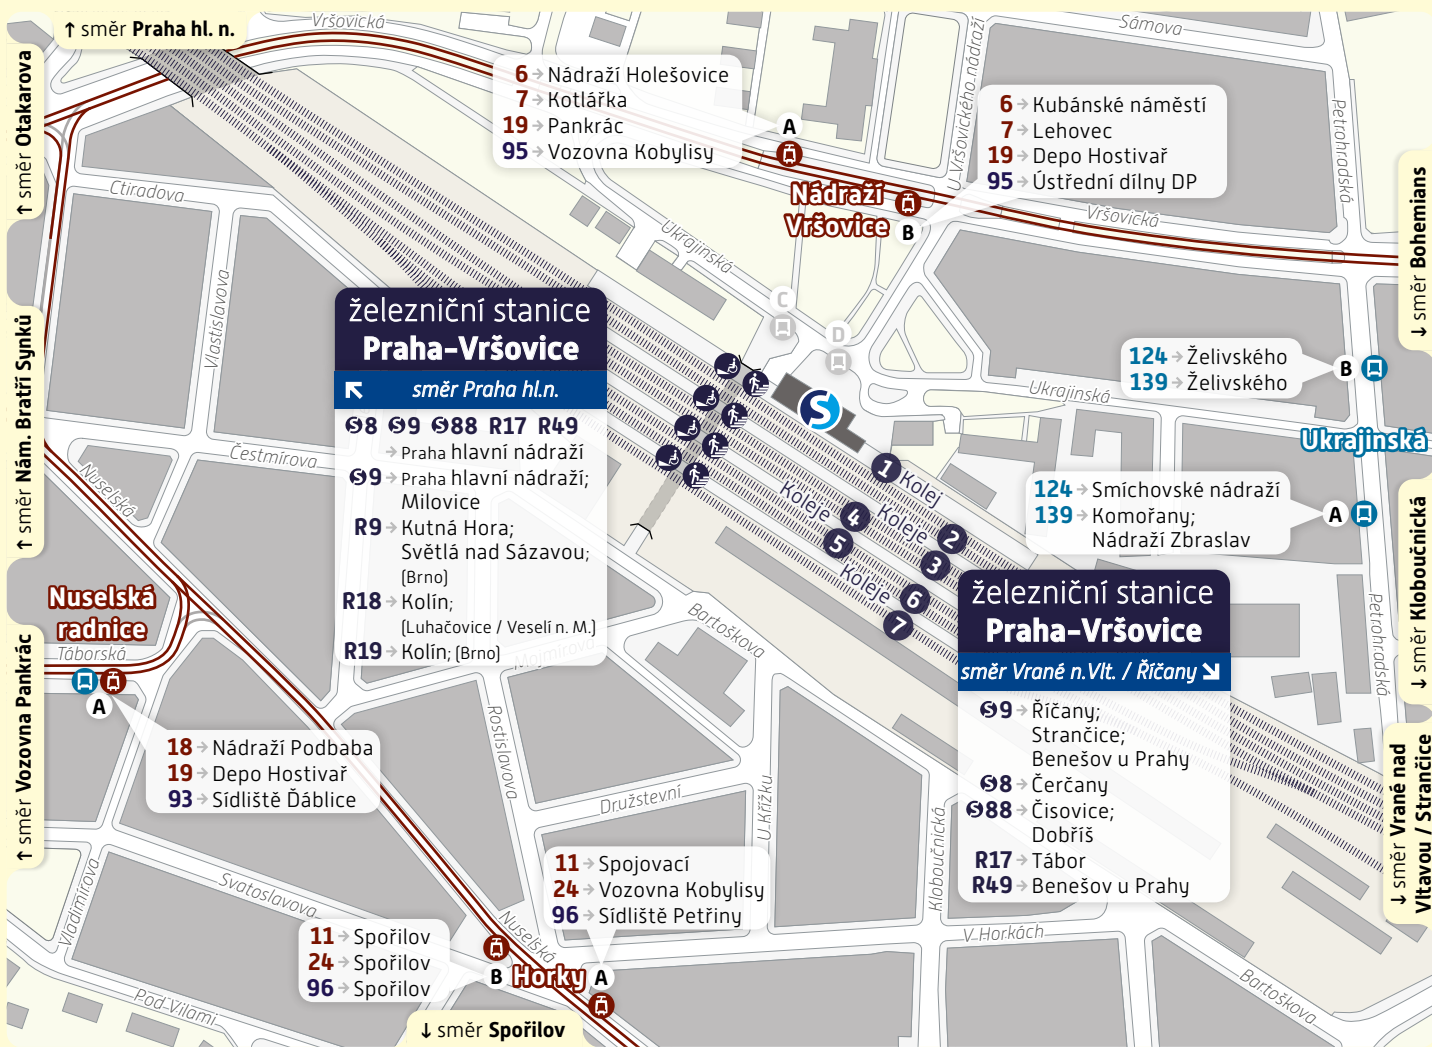 ↑ směr Praha hl. n.
Vršovická
Sámova
↑ směr Otakarova
6 → Nádraží Holešovice
7 → Kotlářka
19 → Pankrác
95 → Vozovna Kobylisy
A
U Vršovického nádraží
6 → Kubánské náměstí
7 → Lehovec
19 → Depo Hostivař
95 → Ústřední dílny DP
Petrohradská
Nádraží
Vršovice
B
Vršovická
↓ směr Bohemians
Ctiradova
Vlastislavova
Ukrajinská
C
D
železniční stanice
Praha-Vršovice
↖ směr Praha hl.n.
S8 S9 S88 R17 R49
→ Praha hlavní nádraží
S9 → Praha hlavní nádraží;
Milovice
R9 → Kutná Hora;
Světlá nad Sázavou;
(Brno)
R18 → Kolín;
(Luhačovice / Veselí n. M.)
R19 → Kolín; (Brno)
S
124 → Želivského
139 → Želivského
B
Ukrajinská
Ukrajinská
124 → Smíchovské nádraží
139 → Komořany;
Nádraží Zbraslav
A
↑ směr Nám. Bratří Synků
Čestmírova
Nuselská
1 Kolej
Koleje 4
Koleje 2
5
3
Koleje 6
7
↓ směr Kloboučnická
Petrohradská
Nuselská
radnice
Táborská
A
18 → Nádraží Podbaba
19 → Depo Hostivař
93 → Sídliště Ďáblice
↑ směr Vozovna Pankrác
Mojmírova
Bartoškova
Rostislavova
Družstevní
U Křížku
Kloboučnická
železniční stanice
Praha-Vršovice
směr Vrané n.Vlt. / Říčany ↘
S9 → Říčany;
Strančice;
Benešov u Prahy
S8 → Čerčany
S88 → Čisovice;
Dobříš
R17 → Tábor
R49 → Benešov u Prahy
↓ směr Vrané nad
Vltavou / Strančice
Vladimírova
Svatoslavova
11 → Spojovací
24 → Vozovna Kobylisy
96 → Sídliště Petřiny
11 → Spořilov
24 → Spořilov
96 → Spořilov
Nuselská
B Horky A
V Horkách
Bartoškova
Pod Vilami
↓ směr Spořilov